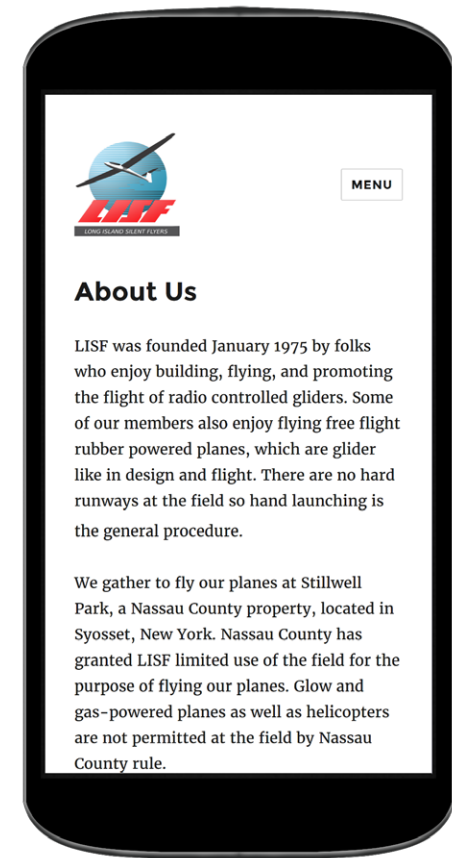 LISF
LONG ISLAND SILENT FLYERS
MENU
About Us
LISF was founded January 1975 by folks
who enjoy building, flying, and promoting
the flight of radio controlled gliders. Some
of our members also enjoy flying free flight
rubber powered planes, which are glider
like in design and flight. There are no hard
runways at the field so hand launching is
the general procedure.
We gather to fly our planes at Stillwell
Park, a Nassau County property, located in
Syosset, New York. Nassau County has
granted LISF limited use of the field for the
purpose of flying our planes. Glow and
gas-powered planes as well as helicopters
are not permitted at the field by Nassau
County rule.